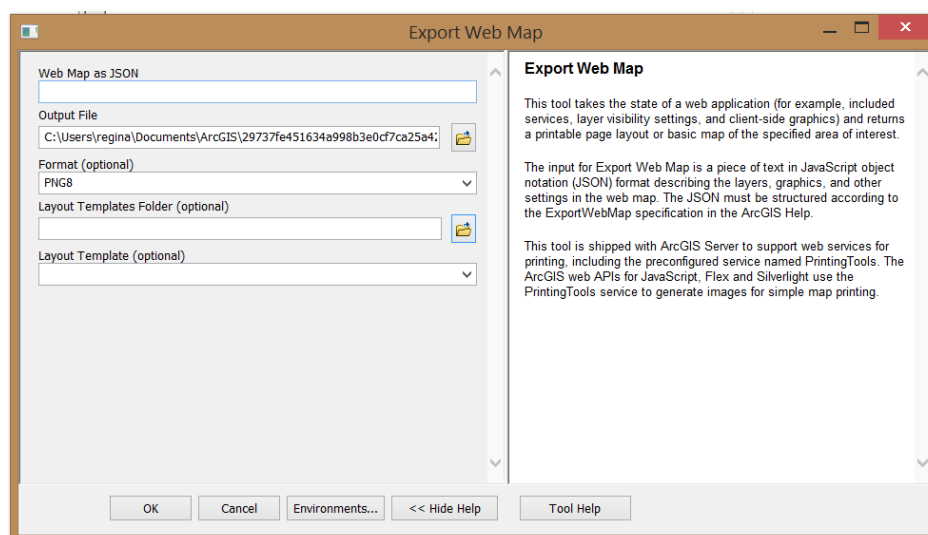 Export Web Map
Web Map as JSON
Output File
C:\Users\regina\Documents\ArcGIS\29737fe451634a998b3e0cf7ca25a42
Format (optional)
PNG8
Layout Templates Folder (optional)
Layout Template (optional)
Export Web Map
This tool takes the state of a web application (for example, included
services, layer visibility settings, and client-side graphics) and returns
a printable page layout or basic map of the specified area of interest.
The input for Export Web Map is a piece of text in JavaScript object
notation (JSON) format describing the layers, graphics, and other
settings in the web map. The JSON must be structured according to
the ExportWebMap specification in the ArcGIS Help.
This tool is shipped with ArcGIS Server to support web services for
printing, including the preconfigured service named PrintingTools. The
ArcGIS web APIs for JavaScript, Flex and Silverlight use the
PrintingTools service to generate images for simple map printing.
OK
Cancel
Environments...
<< Hide Help
Tool Help